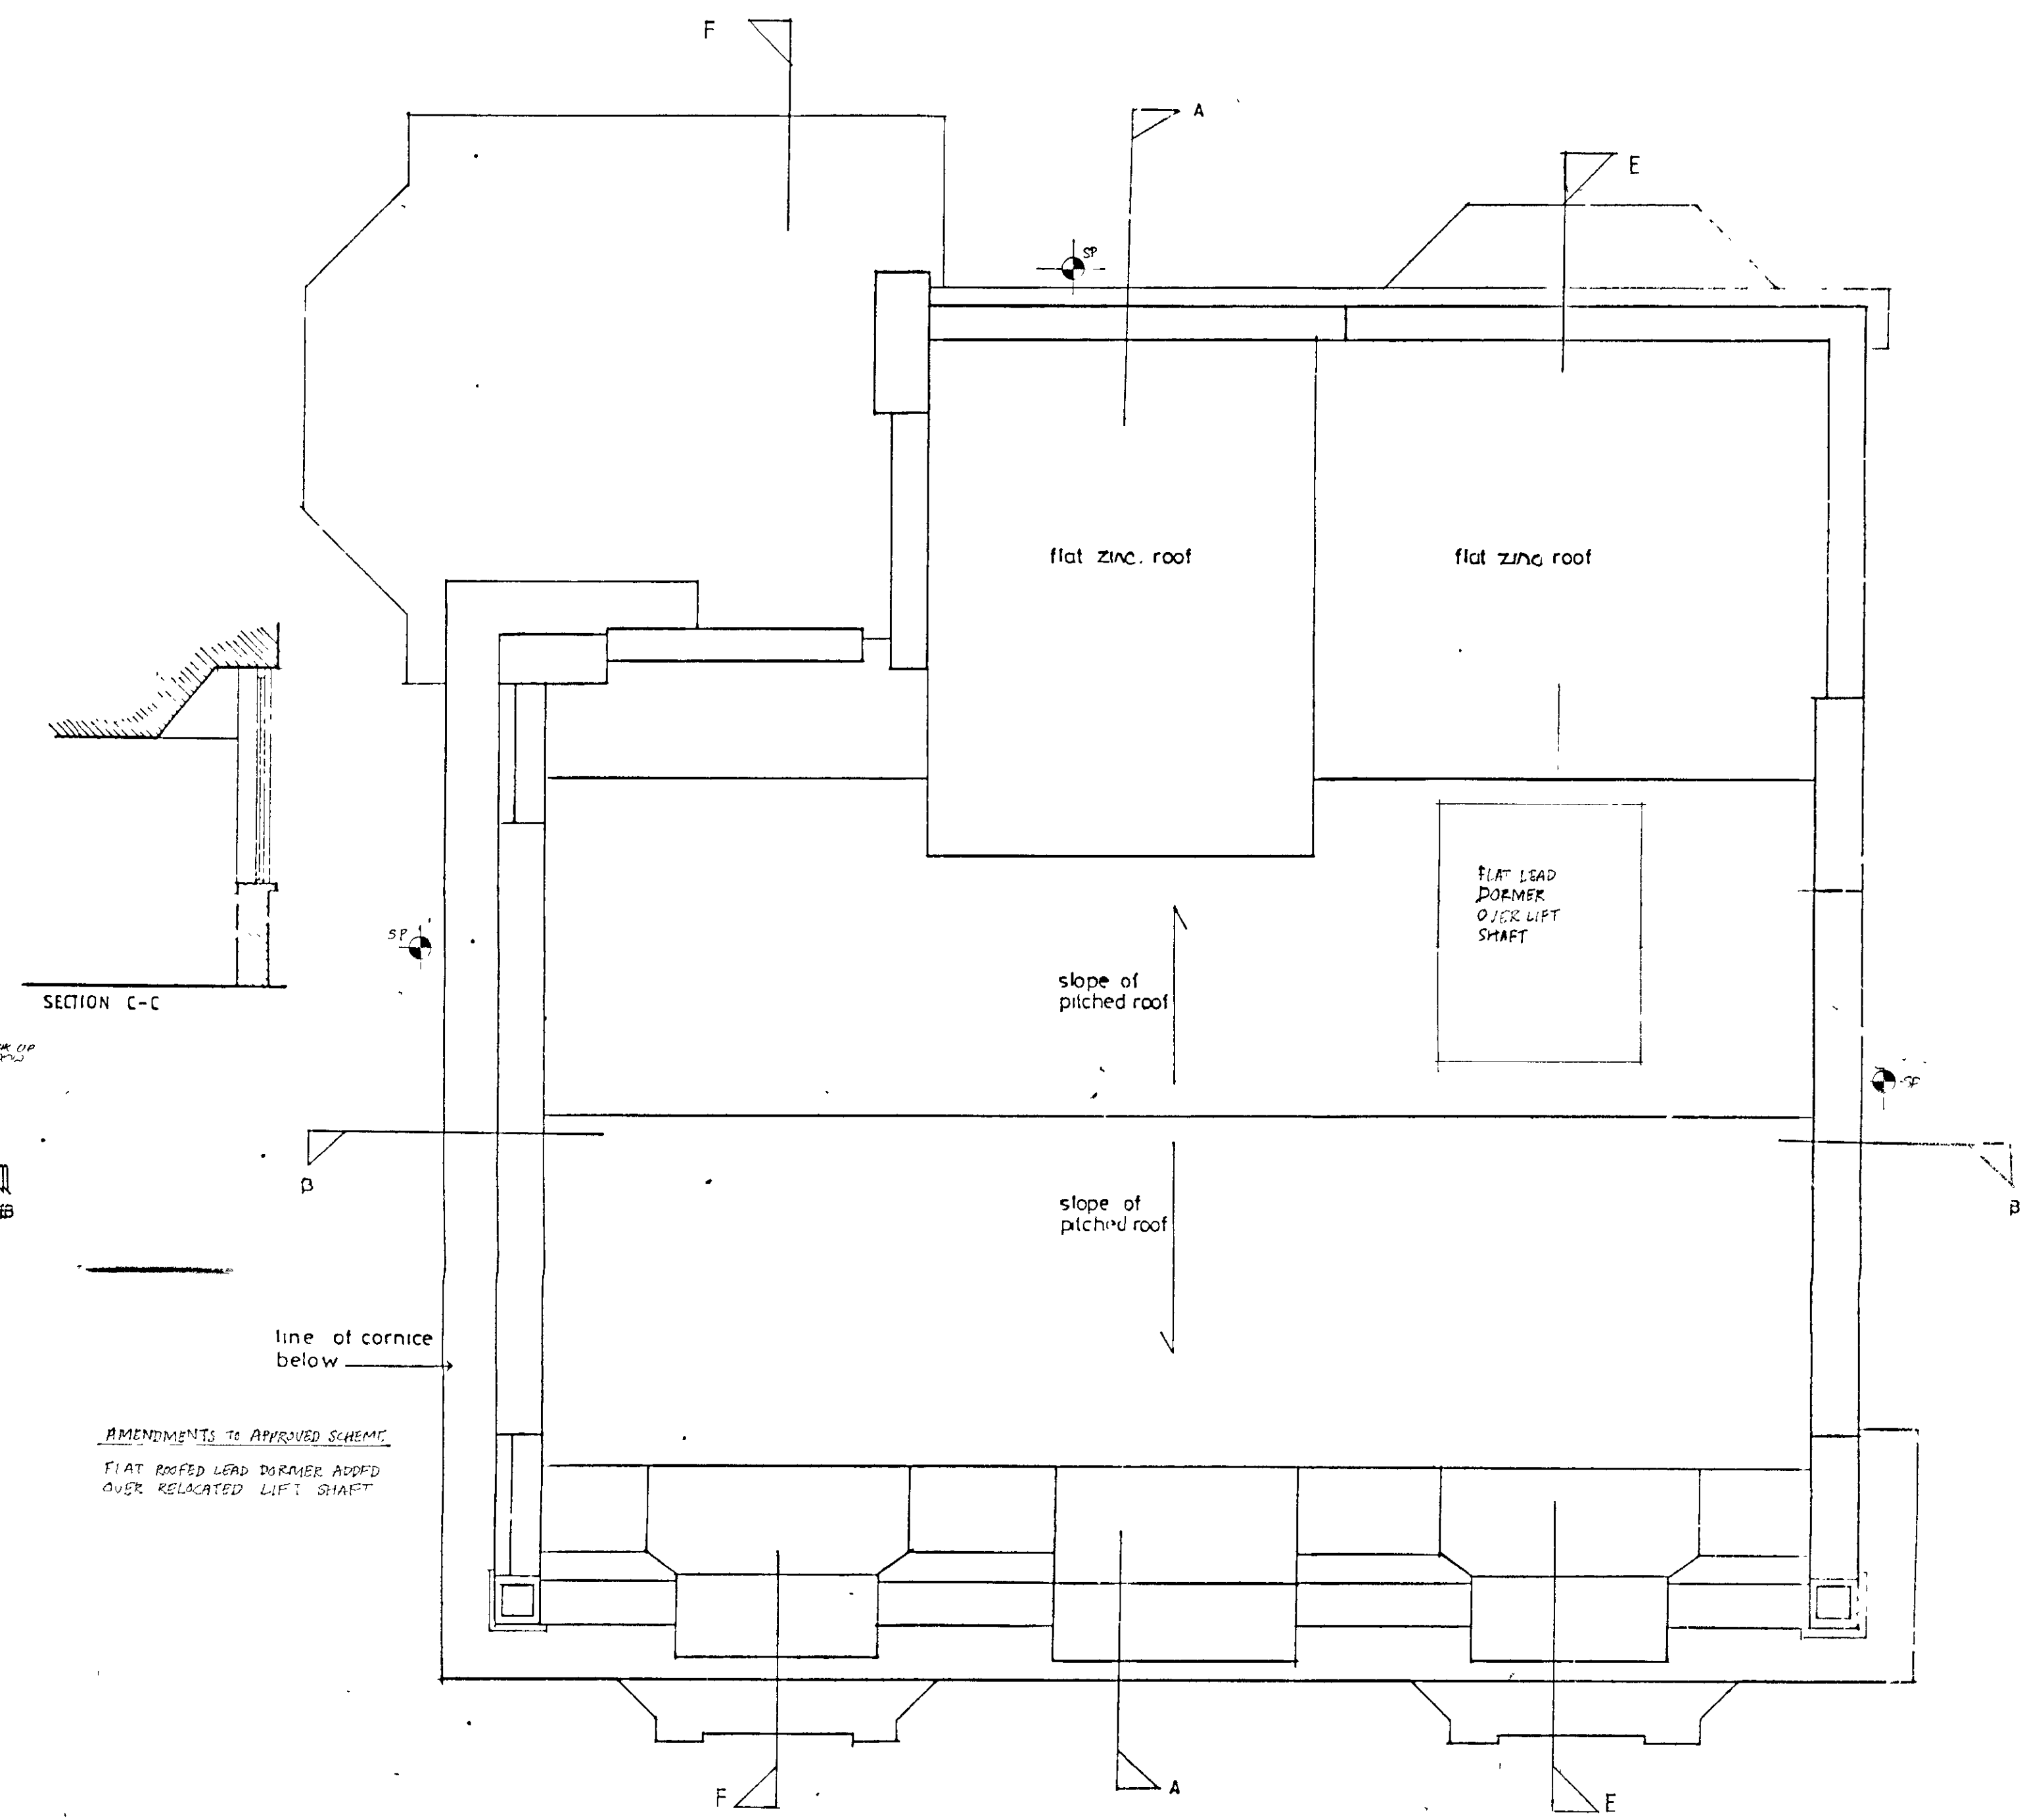 F
A
E
SP
flat zinc. roof
flat zinc roof
FLAT LEAD
DORMER
OVER LIFT
SHAFT
SP
slope of
pitched roof
SECTION C-C
UP
SP
B
slope of
pitched roof
B
B
line of cornice
below
AMENDMENTS TO APPROVED SCHEME.
FLAT ROOFED LEAD DORMER ADDED
OVER RELOCATED LIFT SHAFT
F
A
E